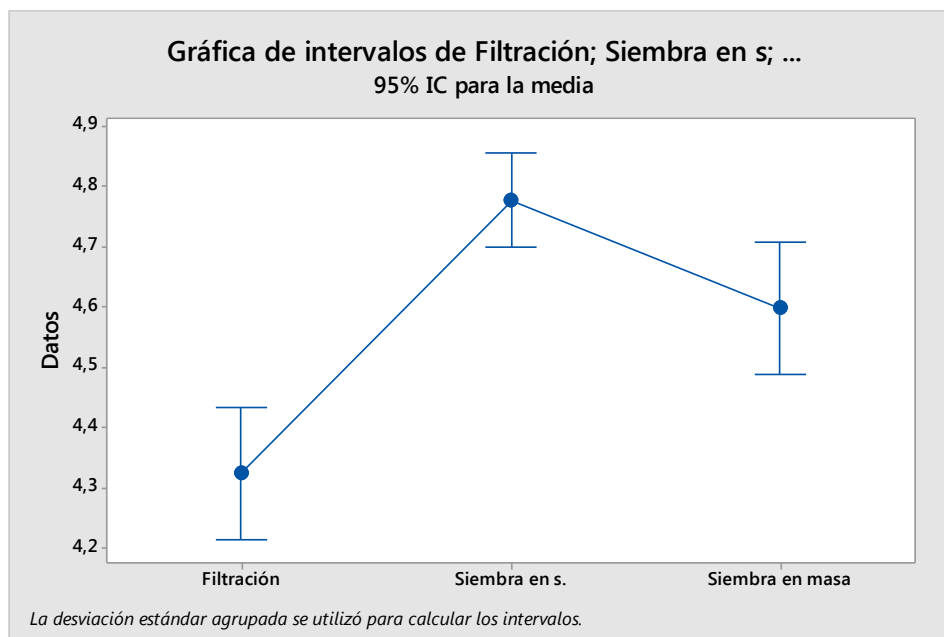 Gráfica de intervalos de Filtración; Siembra en s; ...
95% IC para la media
Datos
4,9
4,8
4,7
4,6
4,5
4,4
4,3
4,2
Filtración
Siembra en s.
Siembra en masa
La desviación estándar agrupada se utilizó para calcular los intervalos.